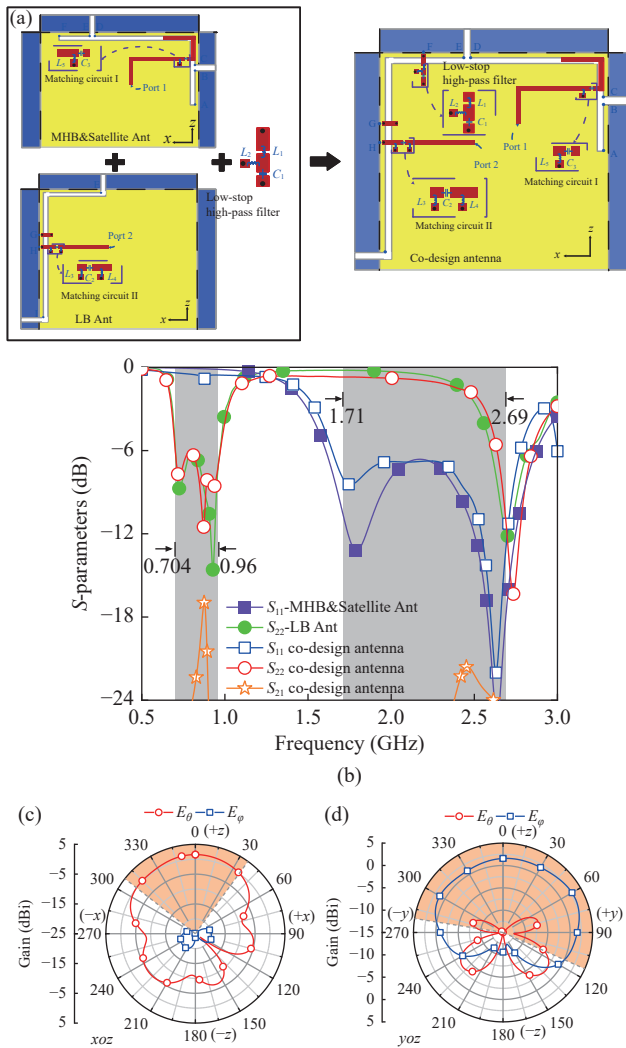 (a)
F
E
D
L₅
C₃
Matching circuit I
Port 1
A
MHB&Satellite Ant
z
x
L₂
L₁
C₁
Low-stop
high-pass filter
G
H
Port 2
L₃
C₂
L₄
Matching circuit II
LB Ant
z
x
F
E
D
Low-stop
high-pass filter
L₂
L₁
C₁
C
B
A
G
H
Port 2
Port 1
L₅
C₃
Matching circuit I
L₃
C₂
L₄
Matching circuit II
Co-design antenna
z
x
0
−6
−12
−18
−24
S-parameters (dB)
1.71
2.69
0.704
0.96
S₁₁-MHB&Satellite Ant
S₂₂-LB Ant
S₁₁ co-design antenna
S₂₂ co-design antenna
S₂₁ co-design antenna
0.5 1.0 1.5 2.0 2.5 3.0
Frequency (GHz)
(b)
(c)
E_θ E_φ
0 (+z)
30
60
(+x)
90
120
150
180 (−z)
210
240
270
(−x)
300
330
5
−5
−15
−25
−15
−5
5
Gain (dBi)
xoz
(d)
E_θ E_φ
0 (+z)
30
60
(+y)
90
120
150
180 (−z)
210
240
270
(−y)
300
330
5
0
−5
−10
−15
−10
−5
0
5
Gain (dBi)
yoz